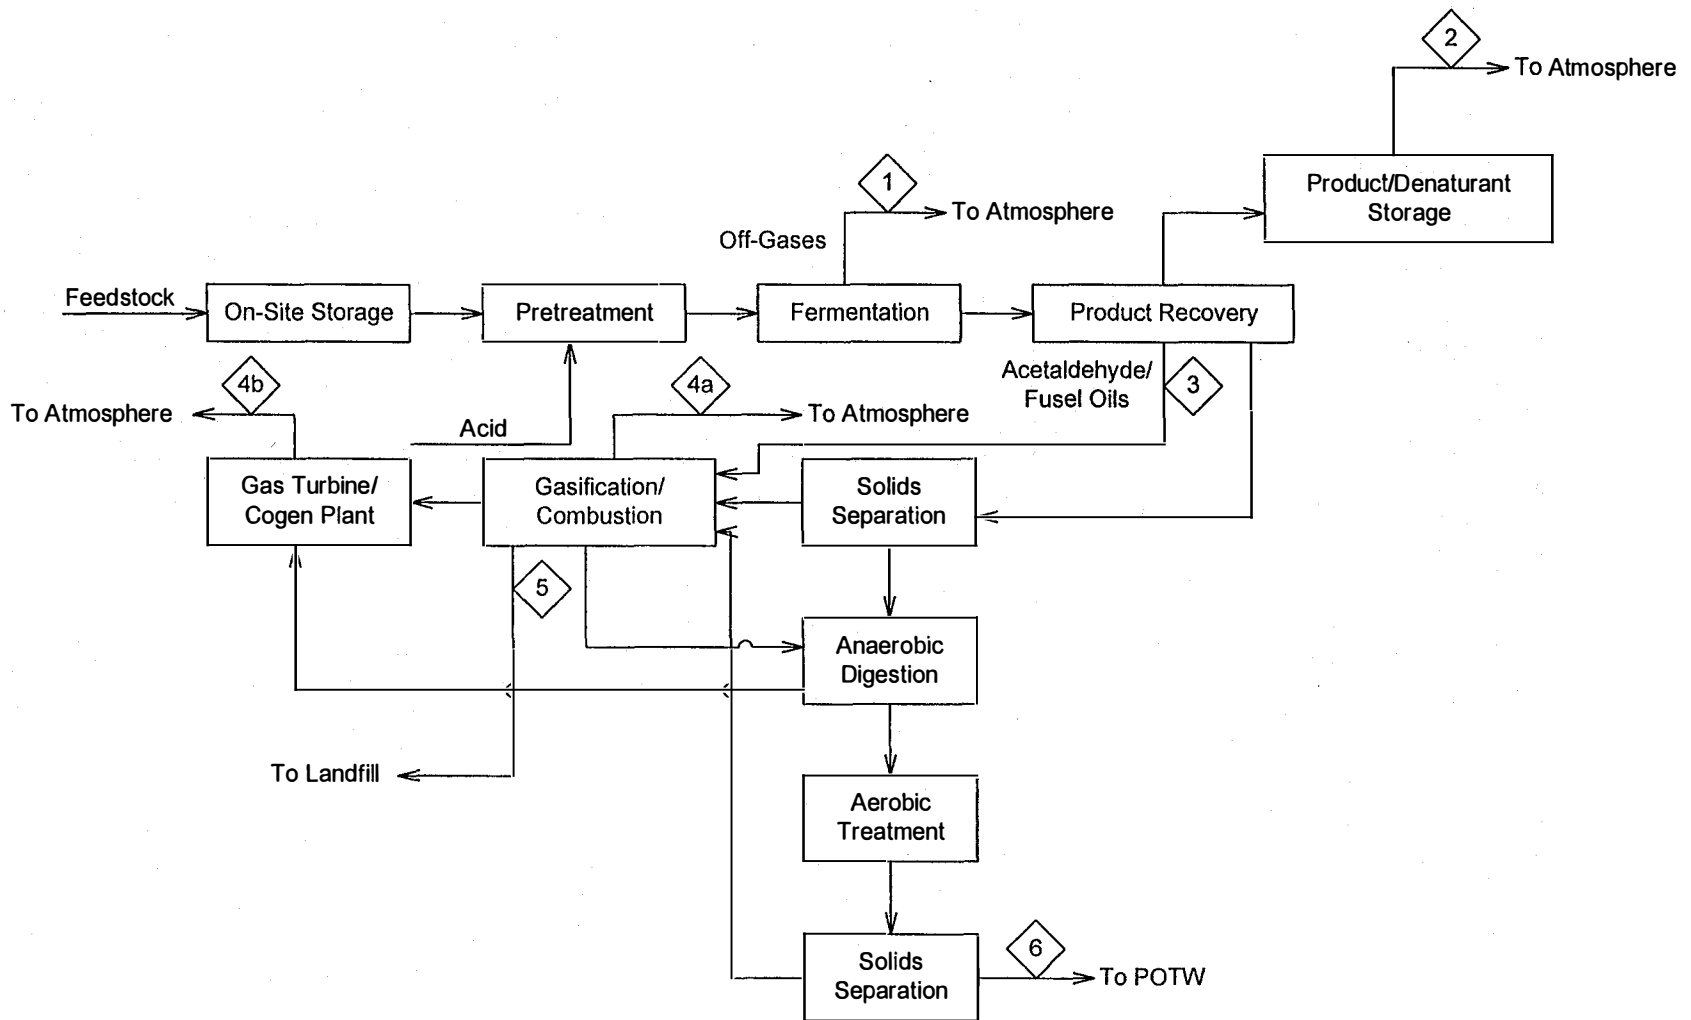 2
To Atmosphere
Product/Denaturant
Storage
1
To Atmosphere
Off-Gases
Feedstock
On-Site Storage
Pretreatment
Fermentation
Product Recovery
4b
To Atmosphere
Acid
4a
To Atmosphere
Acetaldehyde/
Fusel Oils
3
Gas Turbine/
Cogen Plant
Gasification/
Combustion
Solids
Separation
5
Anaerobic
Digestion
To Landfill
Aerobic
Treatment
Solids
Separation
6
To POTW